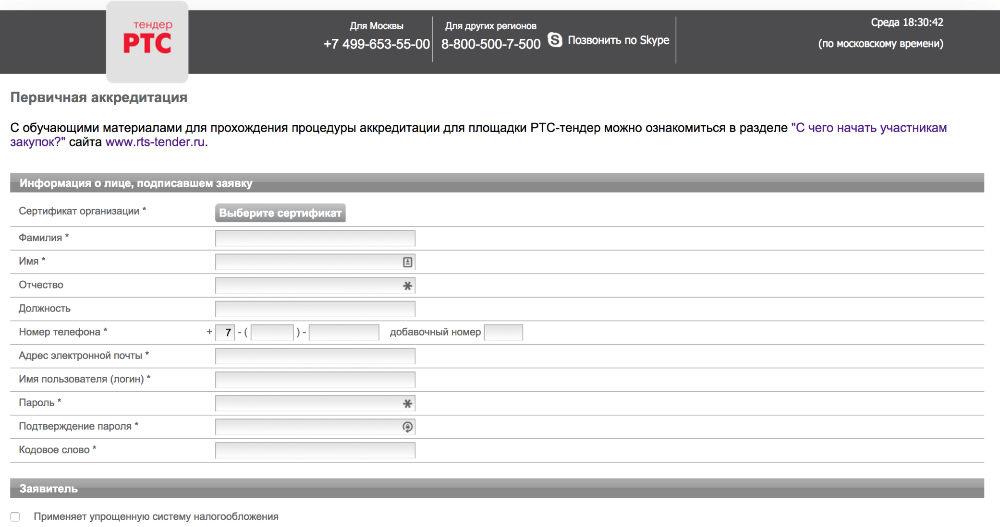 тендер
РТС
Для Москвы
+7 499-653-55-00
Для других регионов
8-800-500-7-500
Позвонить по Skype
Среда 18:30:42
(по московскому времени)
Первичная аккредитация
С обучающими материалами для прохождения процедуры аккредитации для площадки РТС-тендер можно ознакомиться в разделе "С чего начать участникам
закупок?" сайта www.rts-tender.ru.
Информация о лице, подписавшем заявку
Сертификат организации * Выберите сертификат
Фамилия *
Имя *
Отчество
Должность
Номер телефона * + 7 - ( ) - добавочный номер
Адрес электронной почты *
Имя пользователя (логин) *
Пароль *
Подтверждение пароля *
Кодовое слово *
Заявитель
Применяет упрощенную систему налогообложения